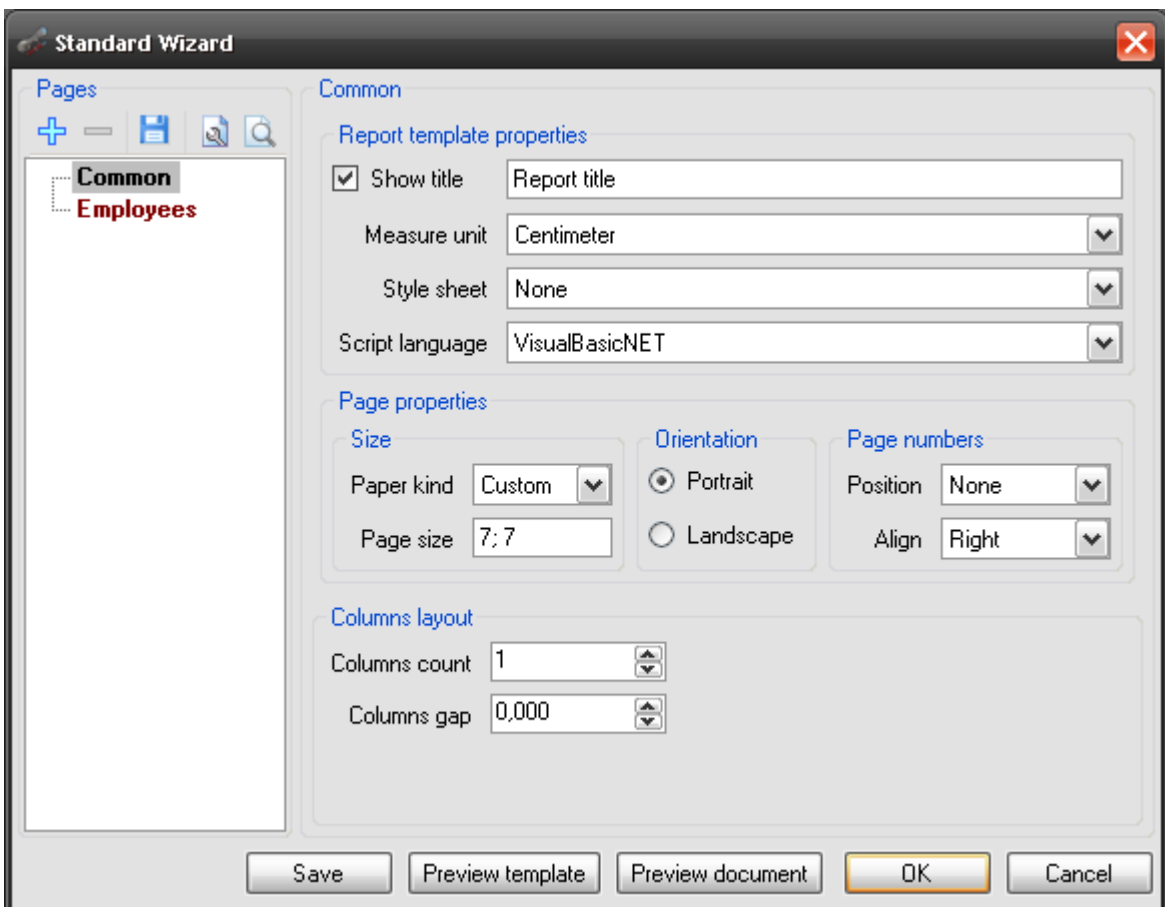 Standard Wizard
Pages
Common
Employees
Common
Report template properties
Show title Report title
Measure unit Centimeter
Style sheet None
Script language VisualBasicNET
Page properties
Size
Paper kind Custom
Page size 7; 7
Orientation
Portrait
Landscape
Page numbers
Position None
Align Right
Columns layout
Columns count 1
Columns gap 0,000
Save Preview template Preview document OK Cancel